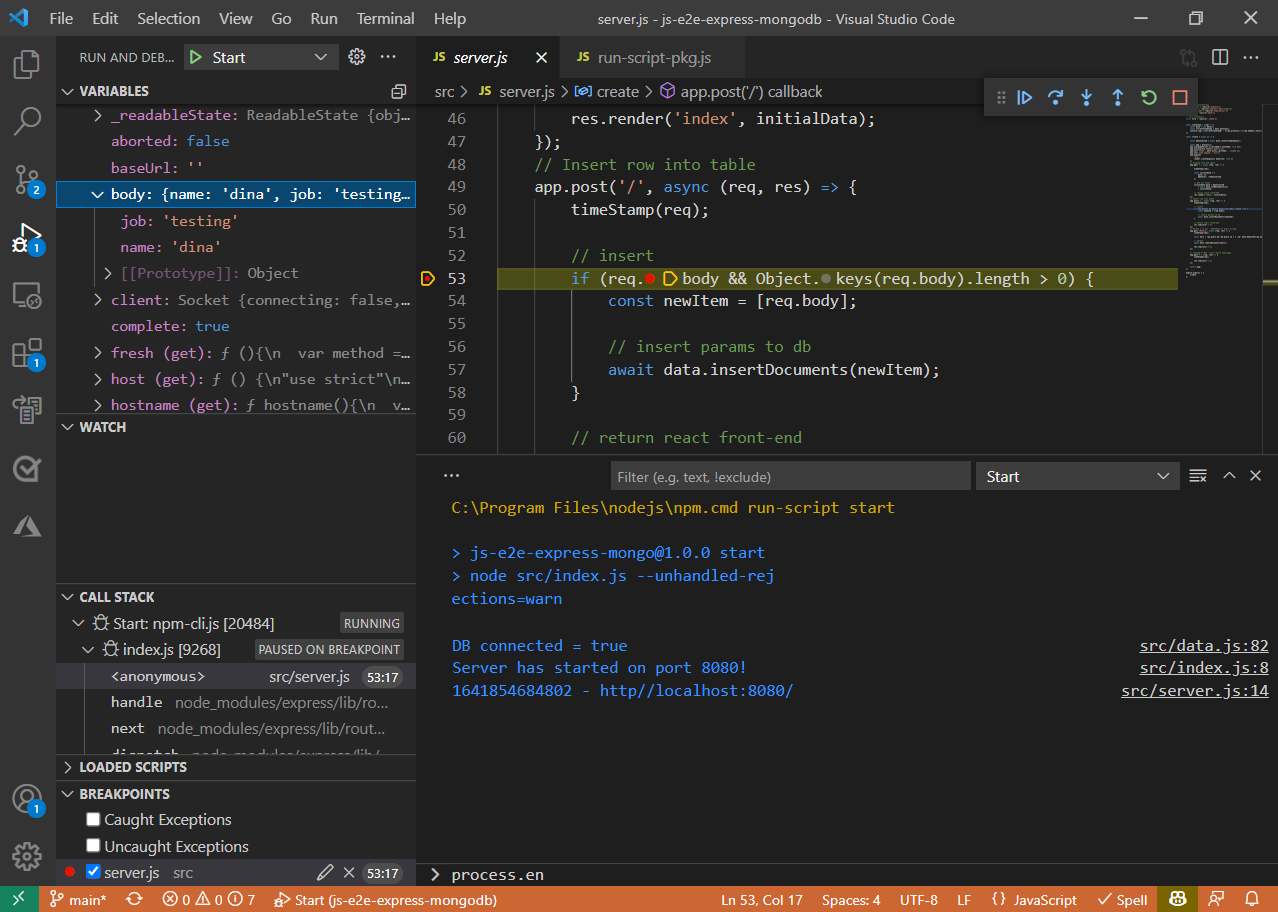 File Edit Selection View Go Run Terminal Help server.js - js-e2e-express-mongodb - Visual Studio Code
RUN AND DEB... Start
VARIABLES
_readableState: ReadableState {obj...
aborted: false
baseUrl: ''
body: {name: 'dina', job: 'testing...
job: 'testing'
name: 'dina'
[[Prototype]]: Object
client: Socket {connecting: false,...
complete: true
fresh (get): ƒ (){\n  var method =...
host (get): ƒ () {\n"use strict"\n...
hostname (get): ƒ hostname(){\n  v...
WATCH
CALL STACK
Start: npm-cli.js [20484] RUNNING
index.js [9268] PAUSED ON BREAKPOINT
<anonymous> src/server.js 53:17
handle node_modules/express/lib/ro...
next node_modules/express/lib/rout...
dispatch node_modules/express/lib/...
LOADED SCRIPTS
BREAKPOINTS
Caught Exceptions
Uncaught Exceptions
server.js src 53:17
2
1
1
1
JS server.js JS run-script-pkg.js
src > JS server.js > create > app.post('/') callback
46 res.render('index', initialData);
47 });
48 // Insert row into table
49 app.post('/', async (req, res) => {
50 timeStamp(req);
51
52 // insert
53 if (req.body && Object.keys(req.body).length > 0) {
54 const newItem = [req.body];
55
56 // insert params to db
57 await data.insertDocuments(newItem);
58 }
59
60 // return react front-end
Filter (e.g. text, !exclude) Start
C:\Program Files\nodejs\npm.cmd run-script start
> js-e2e-express-mongo@1.0.0 start
> node src/index.js --unhandled-rej
ections=warn
DB connected = true src/data.js:82
Server has started on port 8080! src/index.js:8
1641854684802 - http//localhost:8080/ src/server.js:14
> process.en
main* 0 0 7 Start (js-e2e-express-mongodb) Ln 53, Col 17 Spaces: 4 UTF-8 LF {} JavaScript Spell